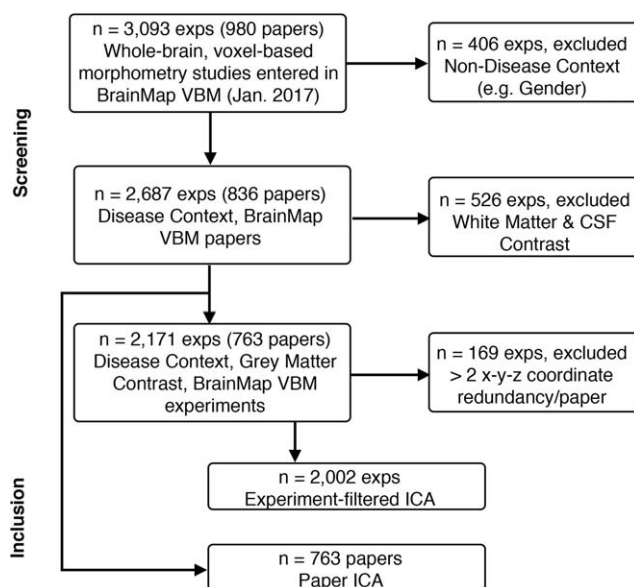 n = 3,093 exps (980 papers)
Whole-brain, voxel-based
morphometry studies entered in
BrainMap VBM (Jan. 2017)
n = 406 exps, excluded
Non-Disease Context
(e.g. Gender)
Screening
n = 2,687 exps (836 papers)
Disease Context, BrainMap
VBM papers
n = 526 exps, excluded
White Matter & CSF
Contrast
n = 2,171 exps (763 papers)
Disease Context, Grey Matter
Contrast, BrainMap VBM
experiments
n = 169 exps, excluded
> 2 x-y-z coordinate
redundancy/paper
Inclusion
n = 2,002 exps
Experiment-filtered ICA
n = 763 papers
Paper ICA